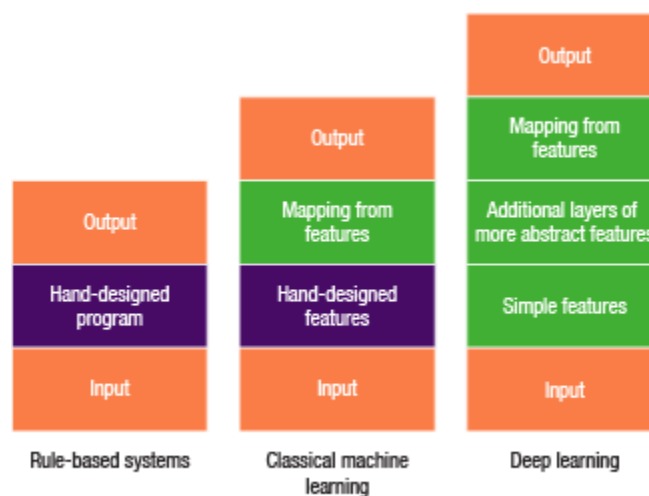 Output
Hand-designed
program
Input
Rule-based systems
Output
Mapping from
features
Hand-designed
features
Input
Classical machine
learning
Output
Mapping from
features
Additional layers of
more abstract features
Simple features
Input
Deep learning